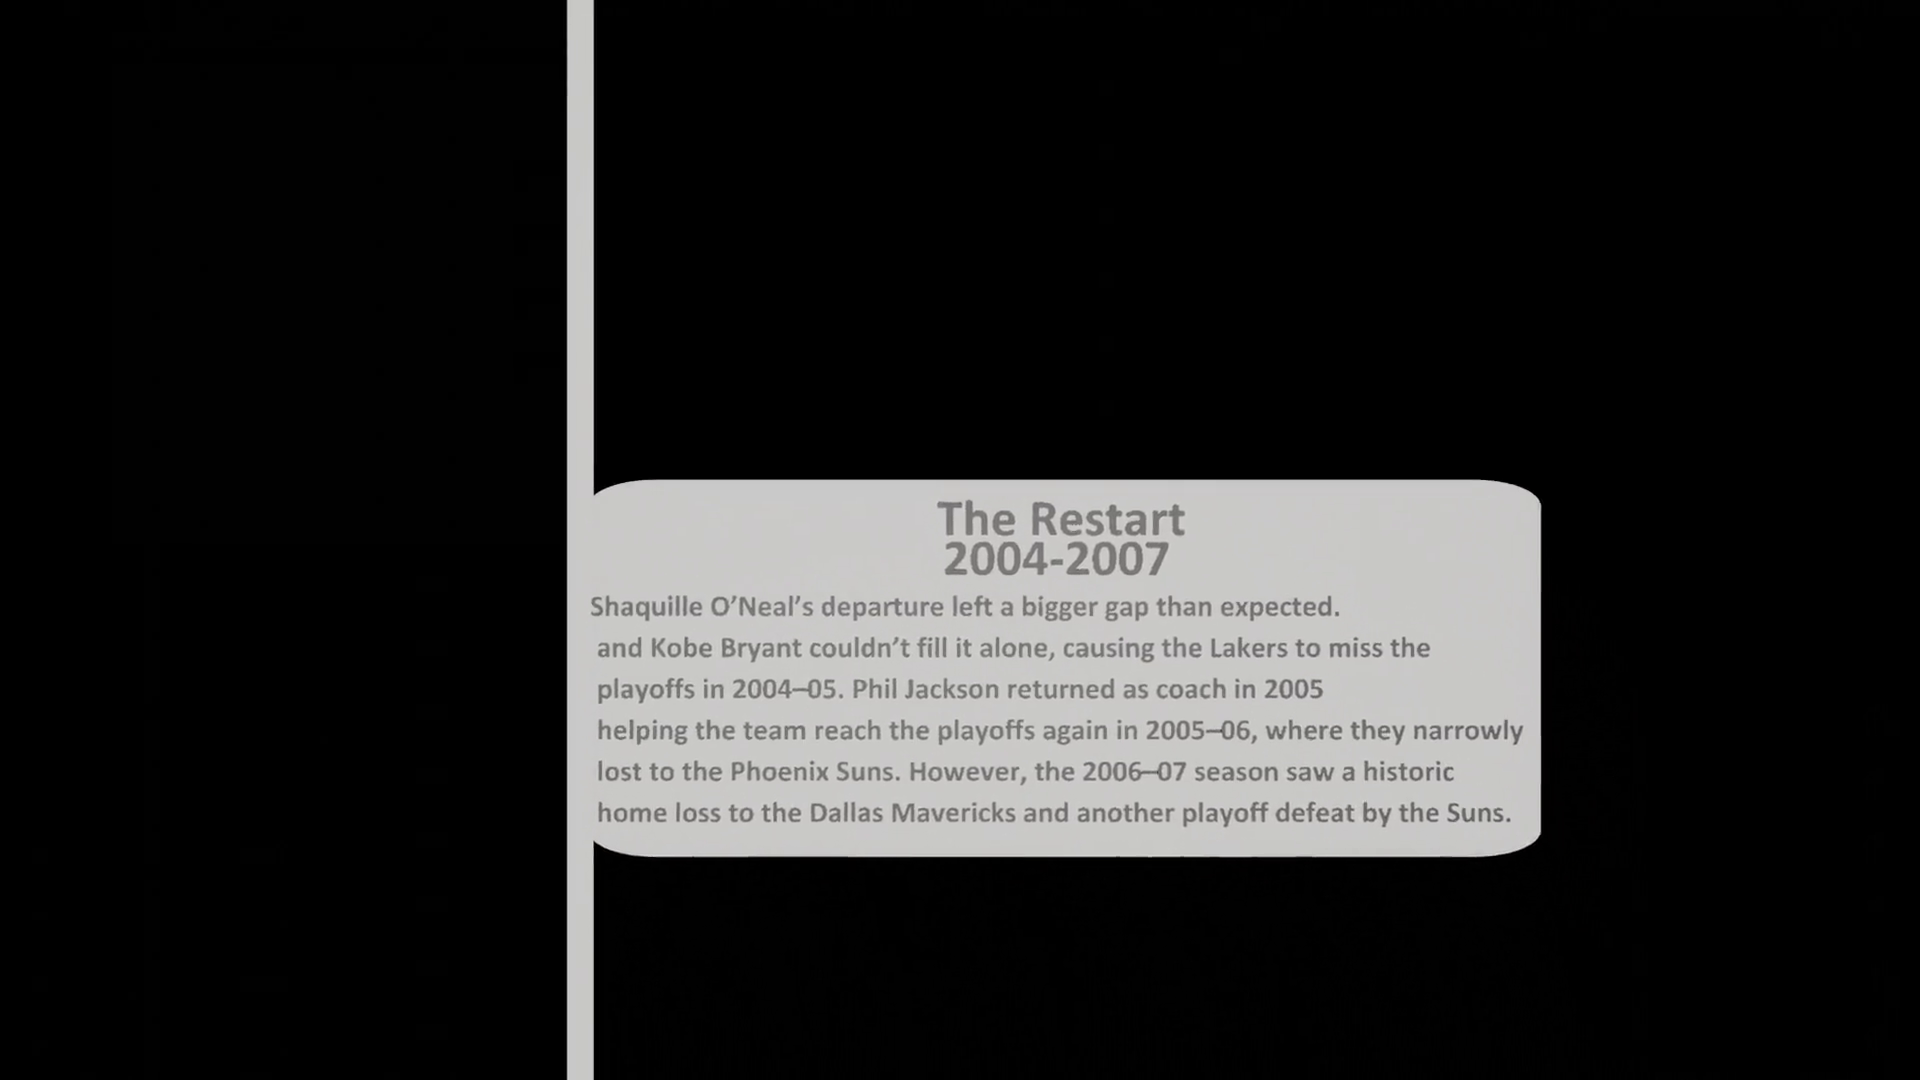 The Restart
2004-2007
Shaquille O’Neal’s departure left a bigger gap than expected.
and Kobe Bryant couldn’t fill it alone, causing the Lakers to miss the
playoffs in 2004–05. Phil Jackson returned as coach in 2005
helping the team reach the playoffs again in 2005–06, where they narrowly
lost to the Phoenix Suns. However, the 2006–07 season saw a historic
home loss to the Dallas Mavericks and another playoff defeat by the Suns.